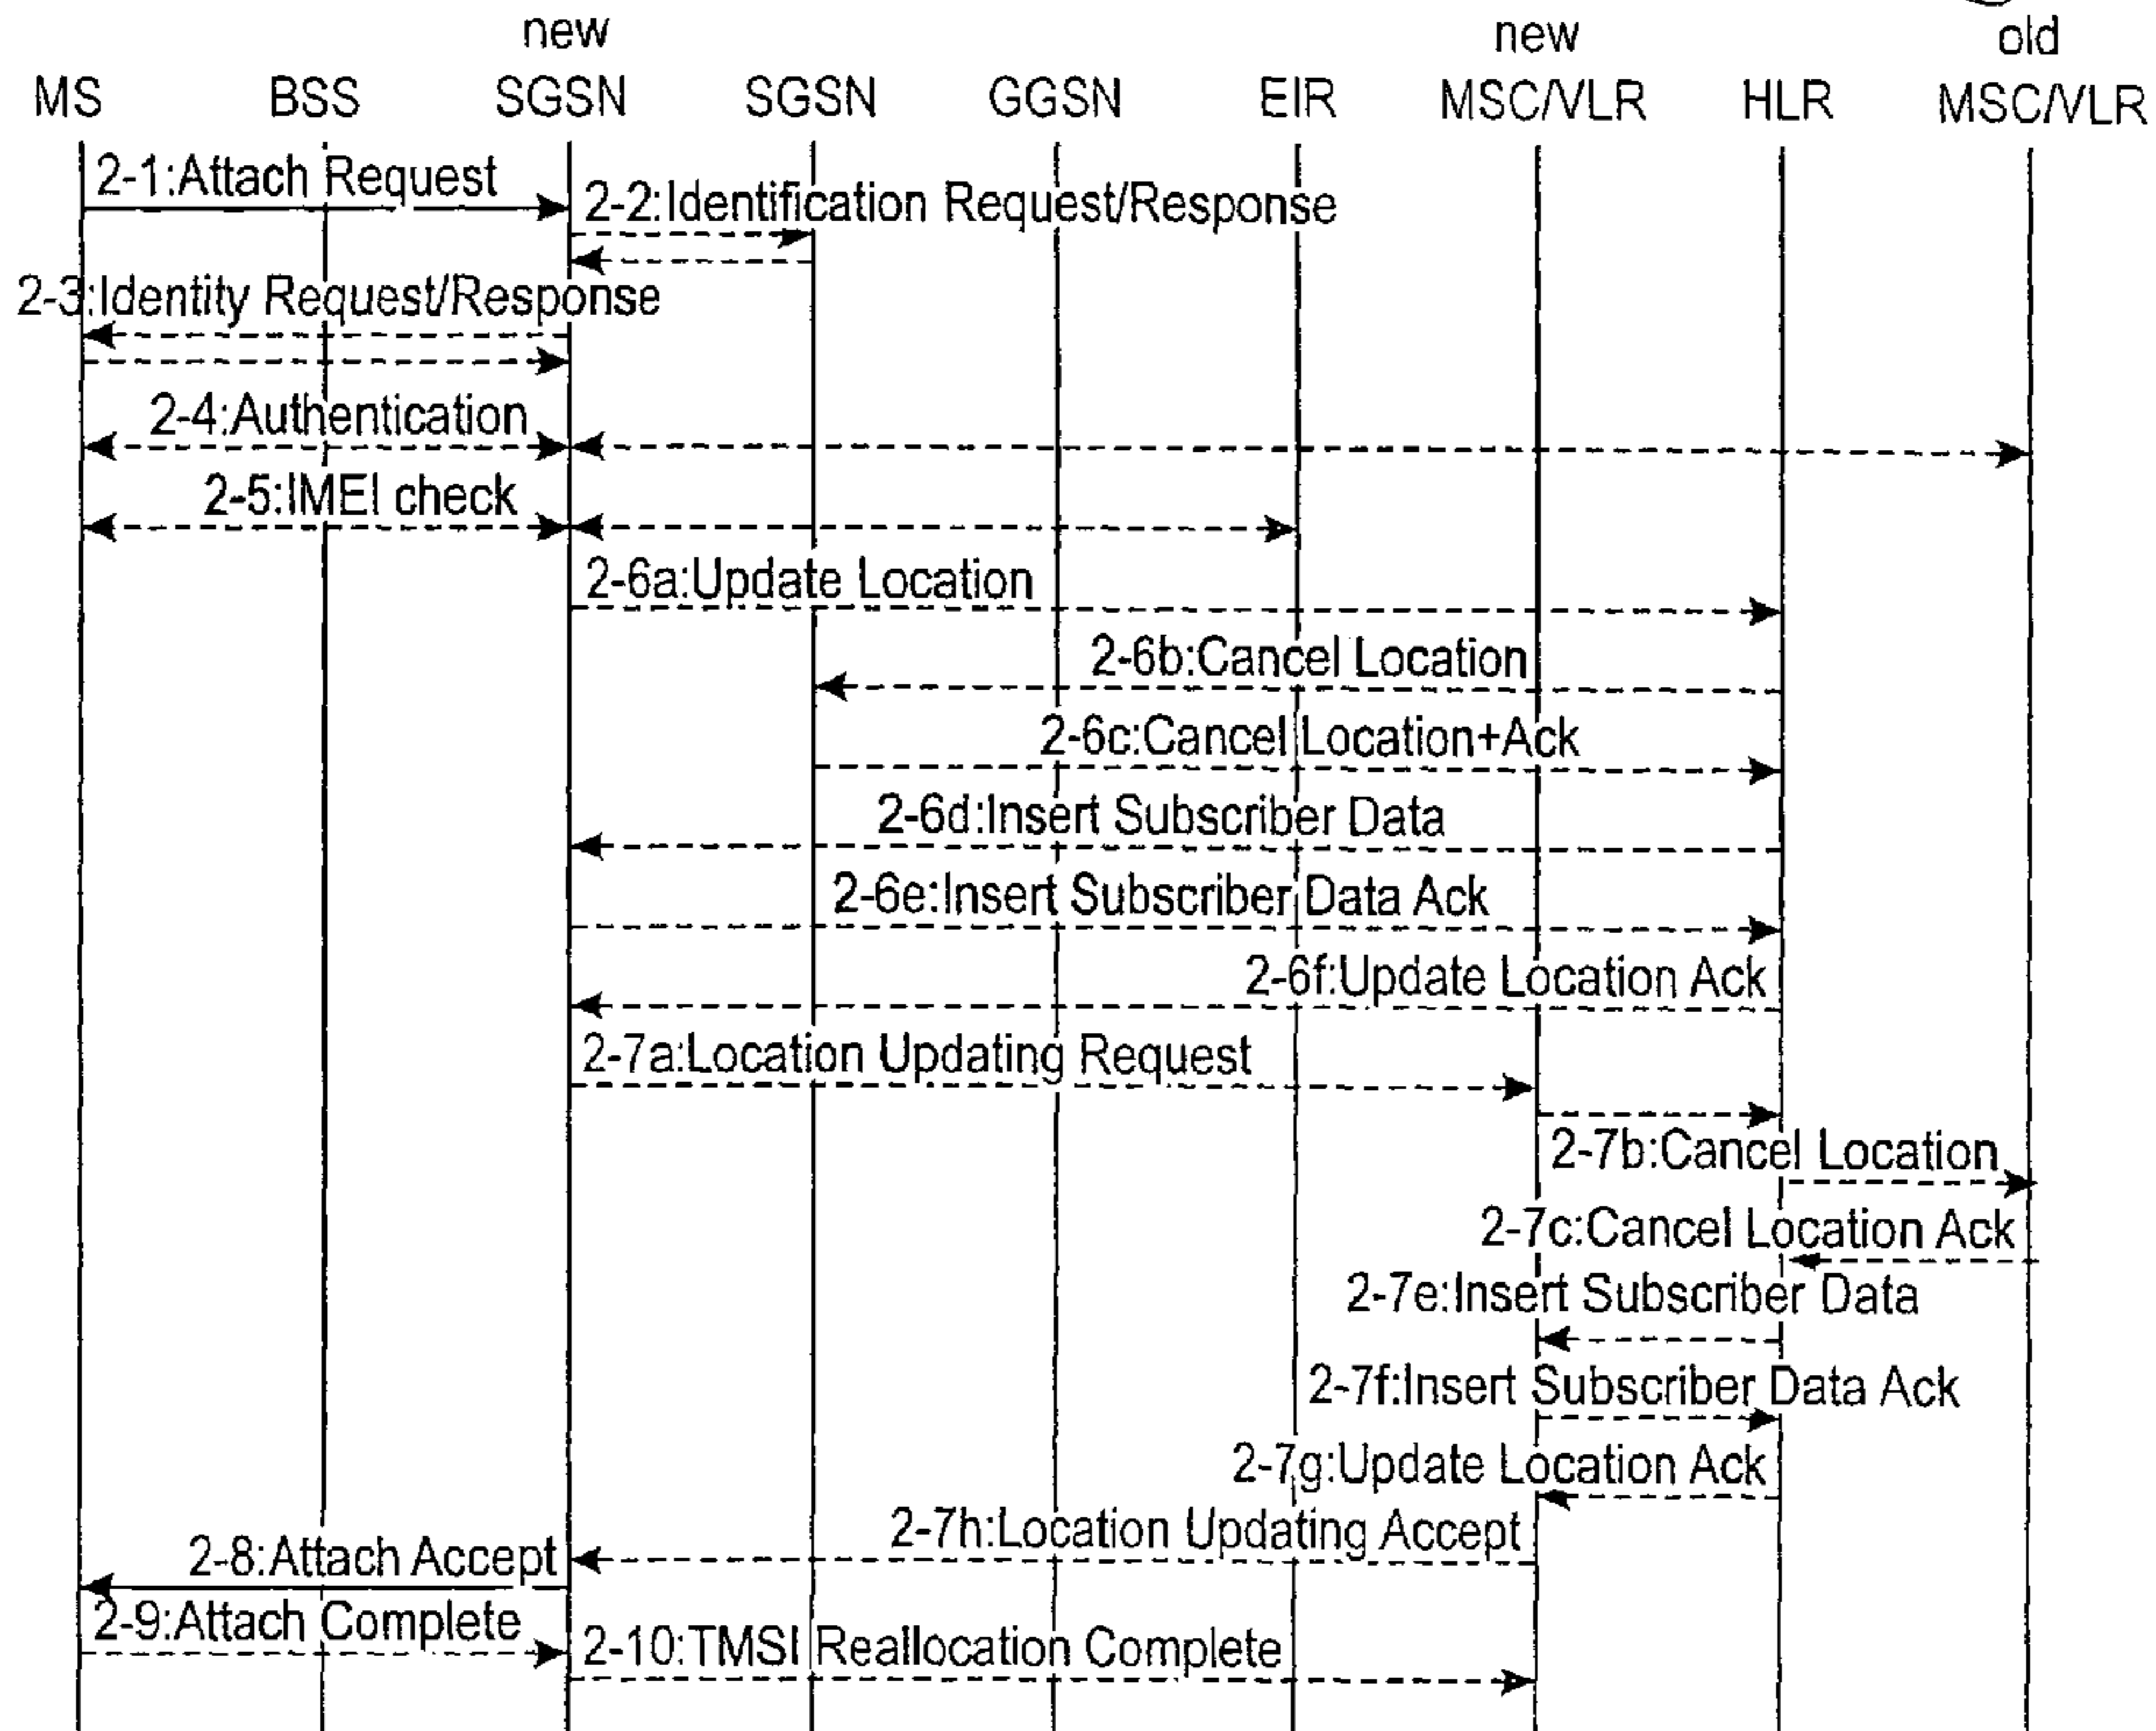 new new old
MS BSS SGSN SGSN GGSN EIR MSC/VLR HLR MSC/VLR
2-1:Attach Request
2-2:Identification Request/Response
2-3:Identity Request/Response
2-4:Authentication
2-5:IMEI check
2-6a:Update Location
2-6b:Cancel Location
2-6c:Cancel Location+Ack
2-6d:Insert Subscriber Data
2-6e:Insert Subscriber Data Ack
2-6f:Update Location Ack
2-7a:Location Updating Request
2-7b:Cancel Location
2-7c:Cancel Location Ack
2-7e:Insert Subscriber Data
2-7f:Insert Subscriber Data Ack
2-7g:Update Location Ack
2-7h:Location Updating Accept
2-8:Attach Accept
2-9:Attach Complete
2-10:TMSI Reallocation Complete